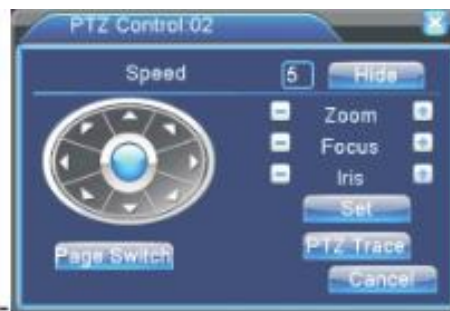 PTZ Control:02
Speed 5 Hide
Zoom
Focus
Iris
Set
Page Switch PTZ Trace
Cancel